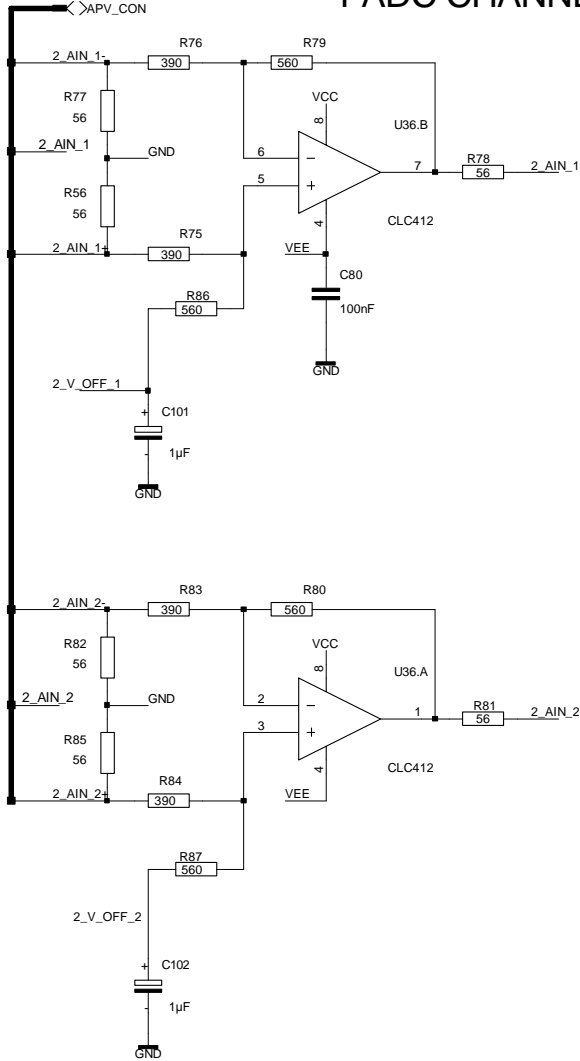 APV_CON
FADC CHANNE
R76
R79
2_AIN_1-
390
560
R77
56
VCC
8
U36.B
2_AIN_1
GND
6
7
R78
2_AIN_1
56
5
R56
56
4
CLC412
2_AIN_1+
R75
390
VEE
C80
100nF
GND
R86
560
2_V_OFF_1
+
C101
-
1µF
GND
R83
R80
2_AIN_2-
390
560
R82
56
VCC
8
U36.A
2_AIN_2
GND
2
1
R81
2_AIN_2
56
3
R85
56
4
CLC412
2_AIN_2+
R84
390
VEE
R87
560
2_V_OFF_2
+
C102
-
1µF
GND